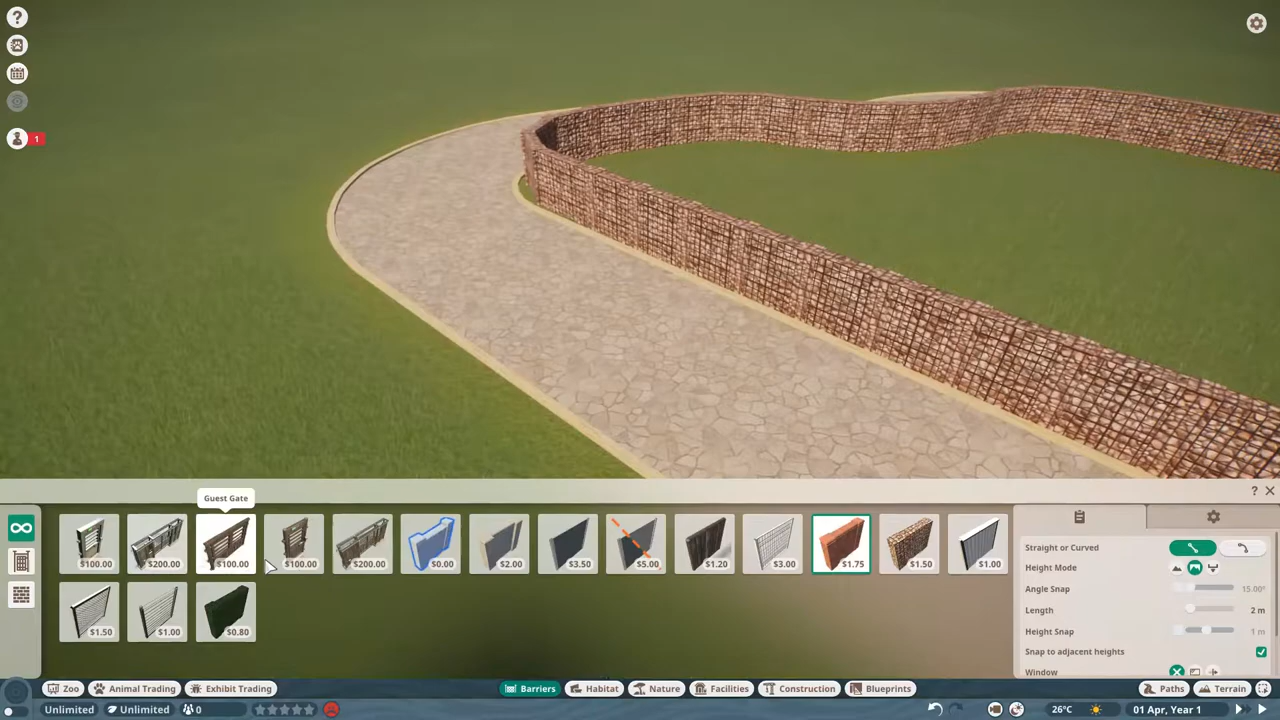 ?
1
Guest Gate
?
$100.00
$200.00
$100.00
$100.00
$200.00
$0.00
$2.00
$3.50
$5.00
$1.20
$3.00
$1.75
$1.50
$1.00
$1.50
$1.00
$0.80
Straight or Curved
Height Mode
Angle Snap 15.00°
Length 2 m
Height Snap 1 m
Snap to adjacent heights
Window
Zoo
Animal Trading
Exhibit Trading
Barriers
Habitat
Nature
Facilities
Construction
Blueprints
Paths
Terrain
Unlimited
Unlimited
0
26°C
01 Apr, Year 1